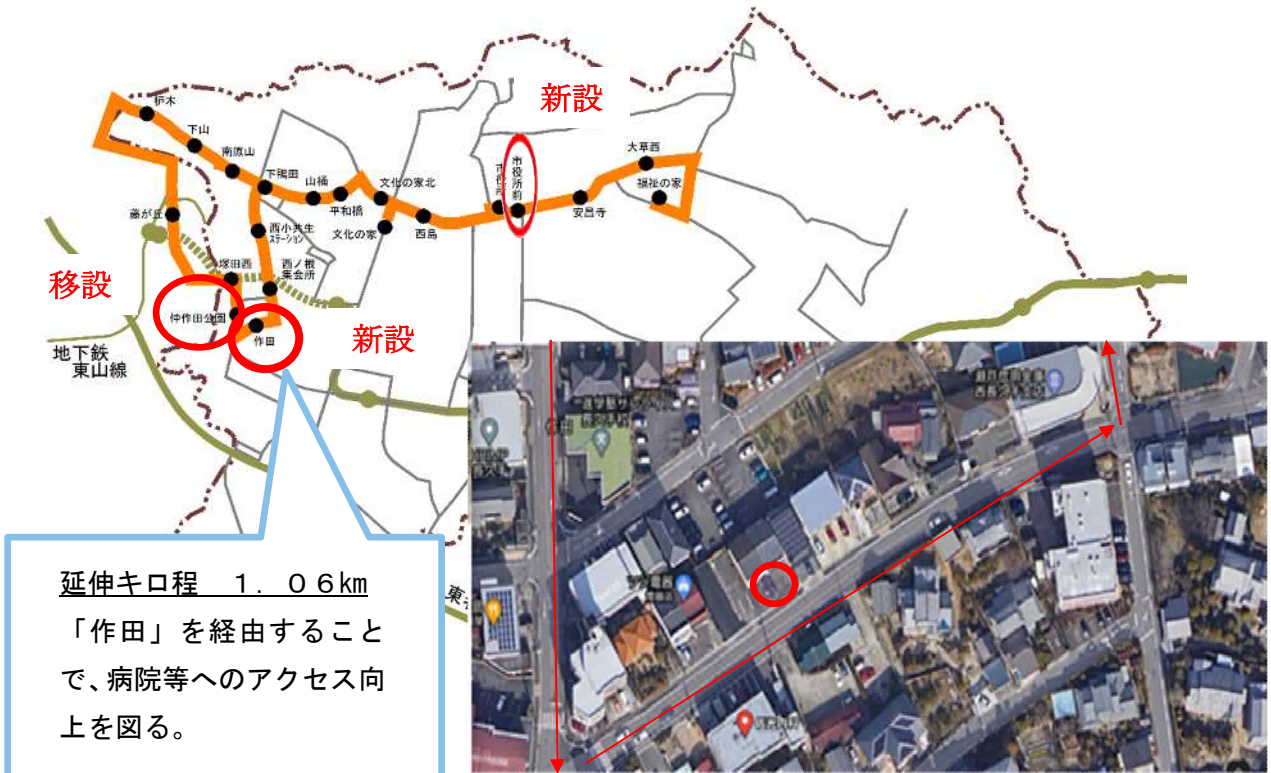 新設
杁木
下山
南原山
下鴨田
山桶
平和橋
文化の家北
文化の家
西島
市役所前
安昌寺
大草西
福祉の家
藤が丘
西小共生
ステーション
西ノ根
集会所
塚田西
移設
仲作田公園
作田
新設
地下鉄
東山線
延伸キロ程 1.06km
「作田」を経由すること
で、病院等へのアクセス向
上を図る。